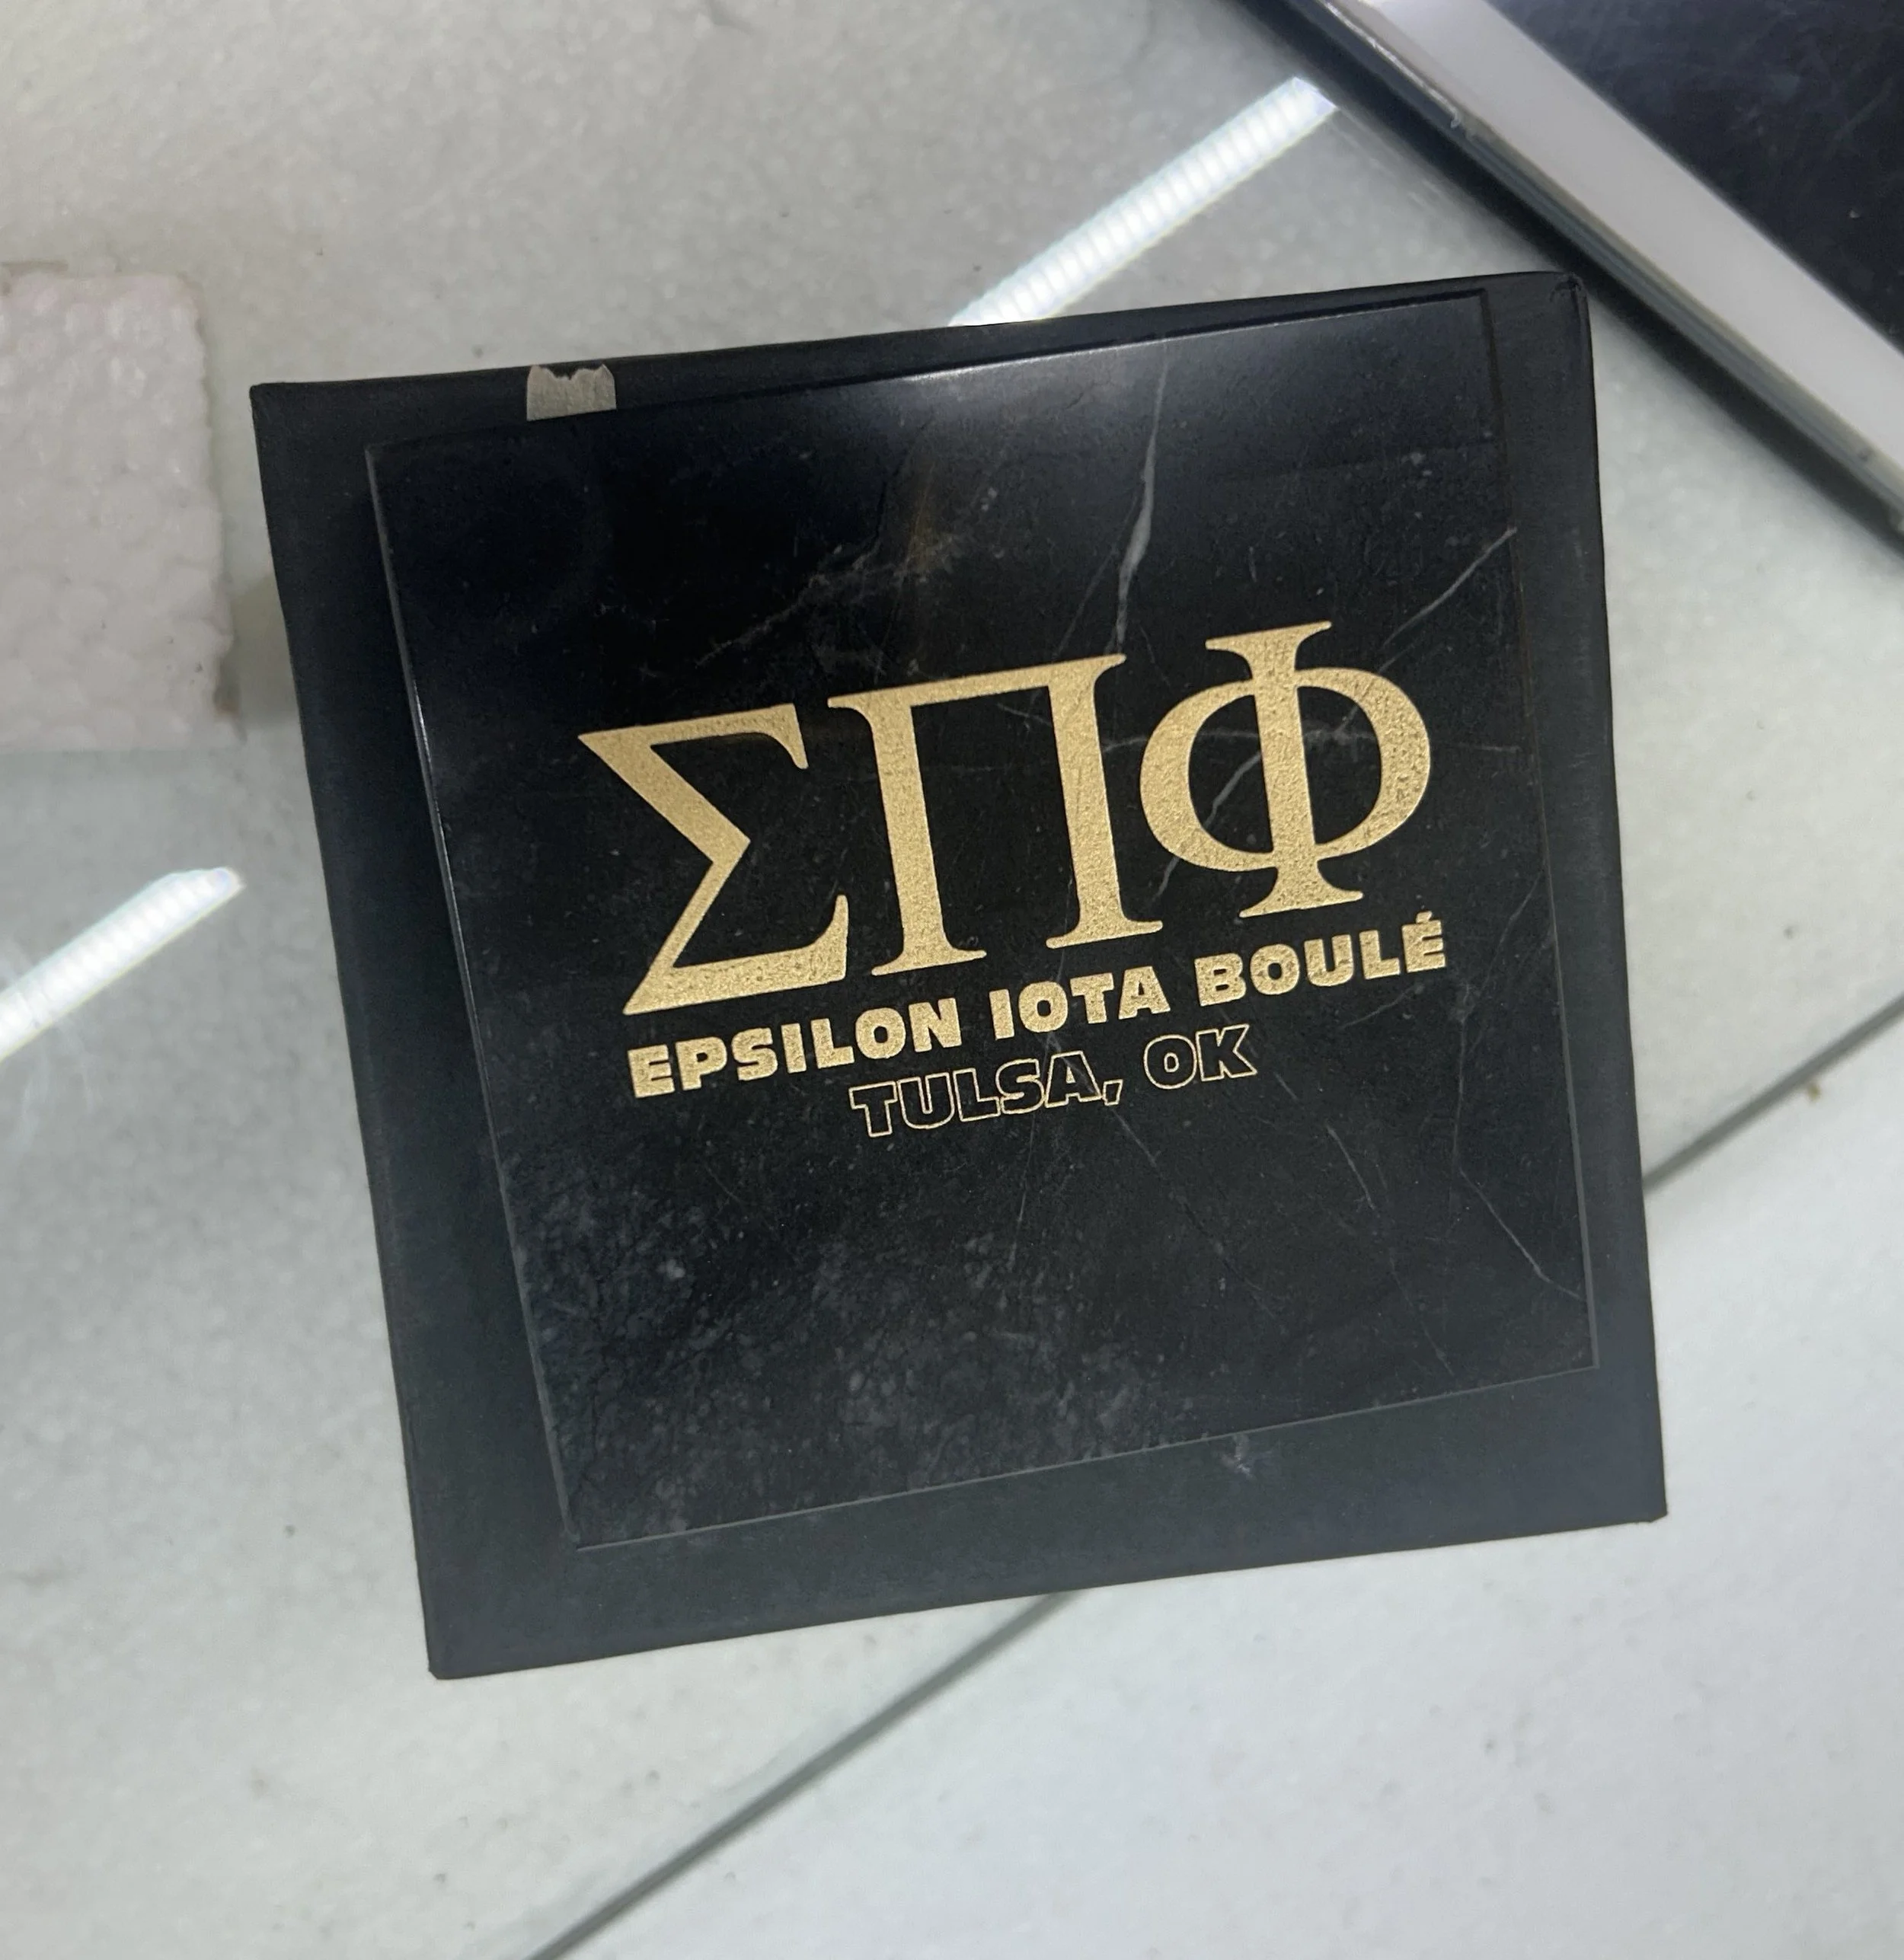 ΣΠΦ
EPSILON IOTA BOULÉ
TULSA, OK